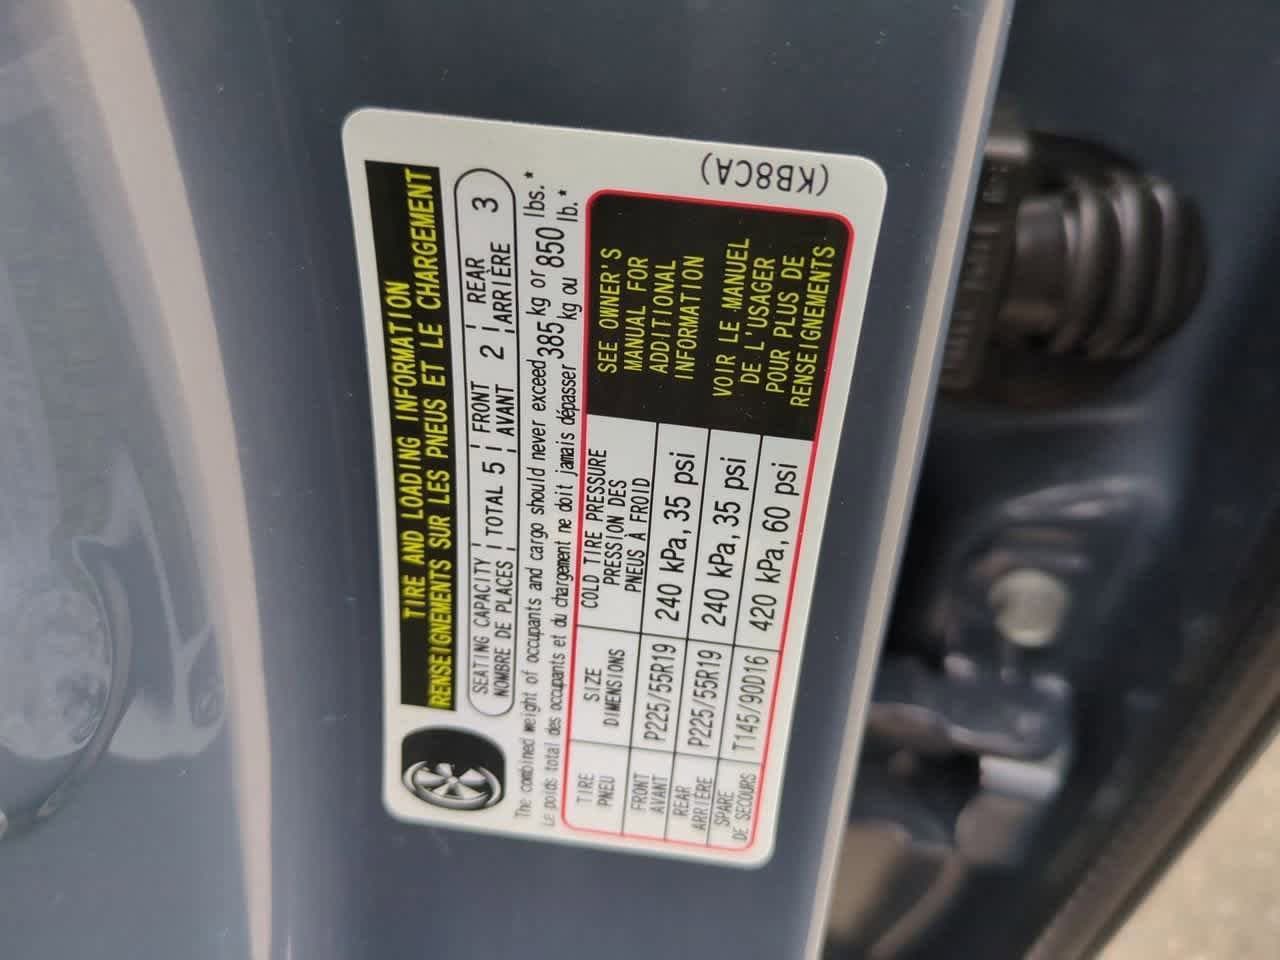 TIRE AND LOADING INFORMATION
RENSEIGNEMENTS SUR LES PNEUS ET LE CHARGEMENT
SEATING CAPACITY
NOMBRE DE PLACES
TOTAL 5
FRONT
AVANT
2
REAR
ARRIÈRE
3
The combined weight of occupants and cargo should never exceed 385 kg or 850 lbs.*
Le poids total des occupants et du chargement ne doit jamais dépasser kg ou lb.*
TIRE
PNEU
SIZE
DIMENSIONS
COLD TIRE PRESSURE
PRESSION DES
PNEUS À FROID
FRONT
AVANT
P225/55R19
240 kPa, 35 psi
REAR
ARRIÈRE
P225/55R19
240 kPa, 35 psi
SPARE
DE SECOURS
T145/90D16
420 kPa, 60 psi
SEE OWNER'S
MANUAL FOR
ADDITIONAL
INFORMATION
VOIR LE MANUEL
DE L'USAGER
POUR PLUS DE
RENSEIGNEMENTS
(KB8CA)